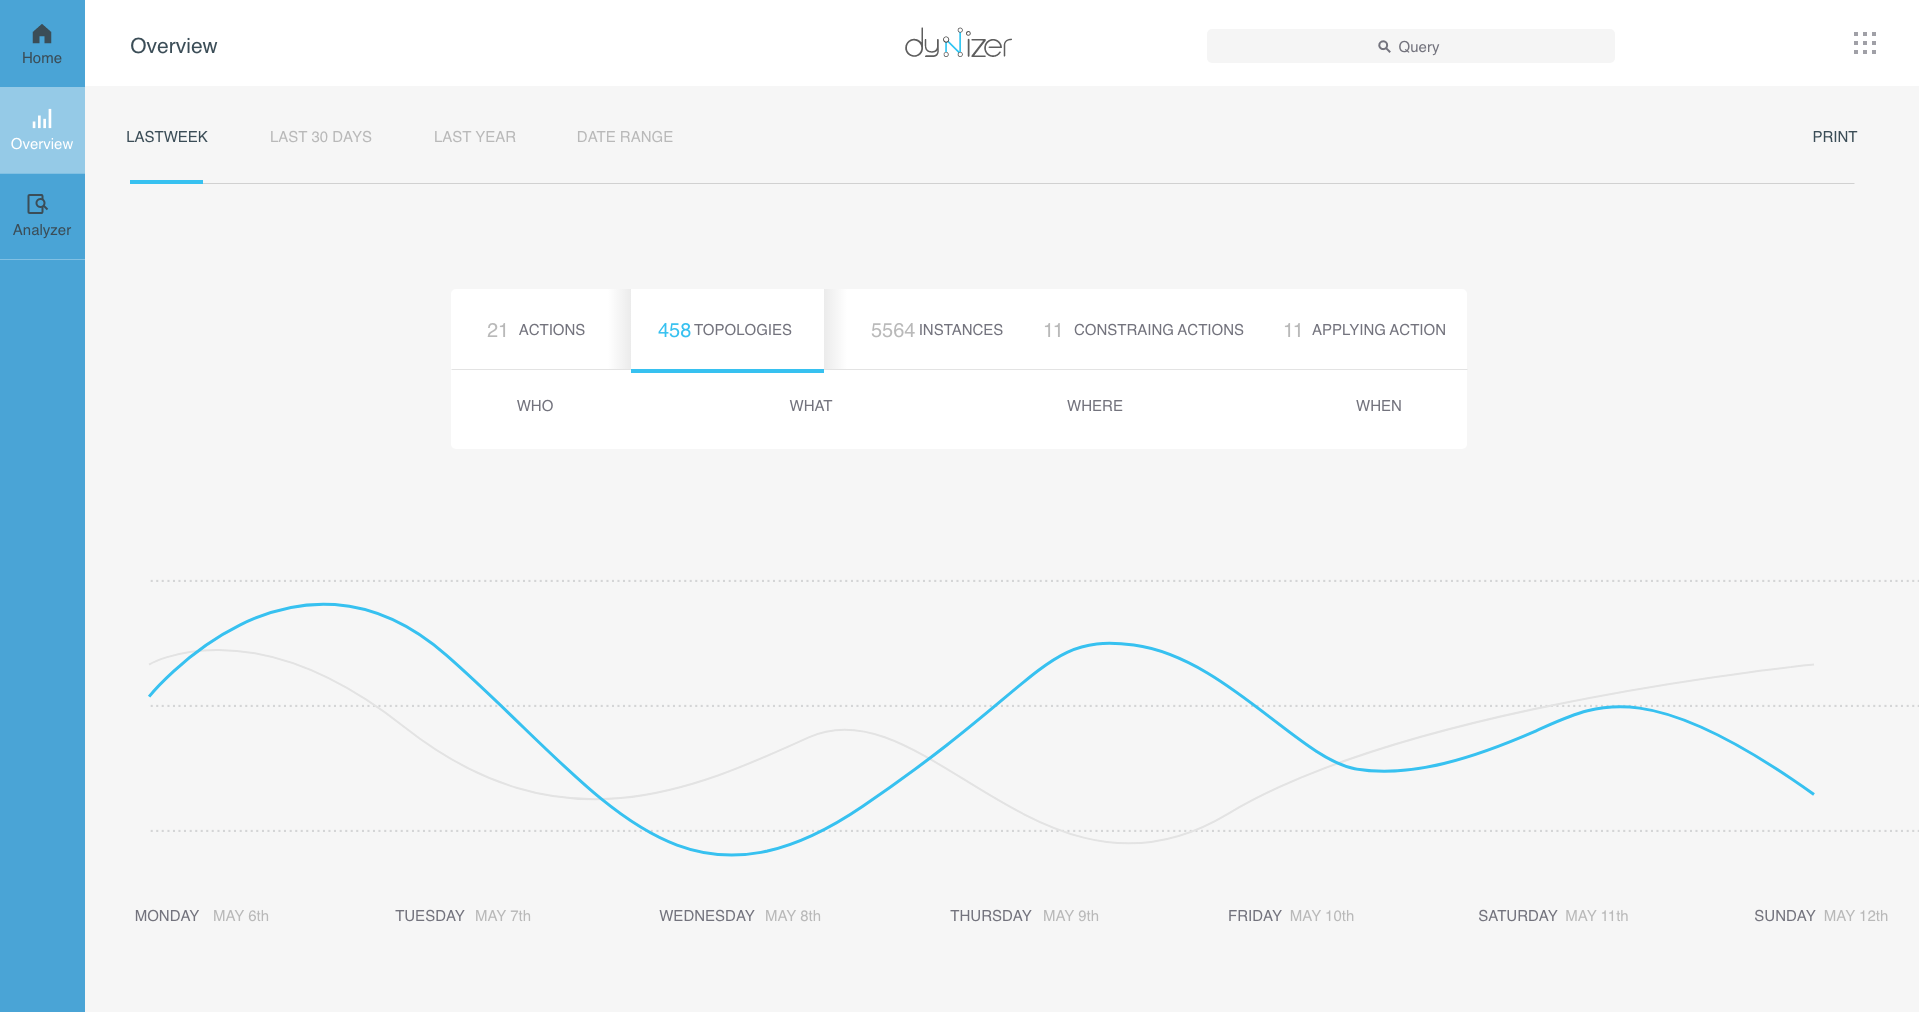 Home
Overview
dyNizer
Query
Overview
Analyzer
LASTWEEK
LAST 30 DAYS
LAST YEAR
DATE RANGE
PRINT
21 ACTIONS
458 TOPOLOGIES
5564 INSTANCES
11 CONSTRAING ACTIONS
11 APPLYING ACTION
WHO
WHAT
WHERE
WHEN
MONDAY MAY 6th
TUESDAY MAY 7th
WEDNESDAY MAY 8th
THURSDAY MAY 9th
FRIDAY MAY 10th
SATURDAY MAY 11th
SUNDAY MAY 12th